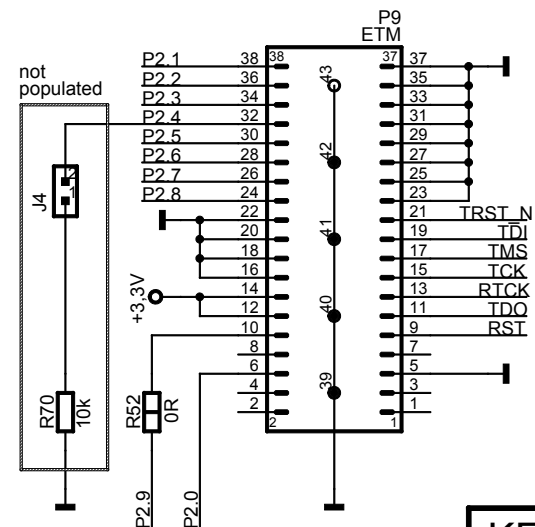 P9
ETM
not
populated
J4
2
1
R70
10k
P2.1 38 38
P2.2 36
P2.3 34
P2.4 32
P2.5 30
P2.6 28
P2.7 26
P2.8 24
22
20
18
16
+3,3V
14
12
10
8
6
4
2 2
R52
0R
P2.9
P2.0
43
42
41
40
39
37 37
35
33
31
29
27
25
23
21 TRST_N
19 TDI
17 TMS
15 TCK
13 RTCK
11 TDO
9 RST
7
5
3
1 1